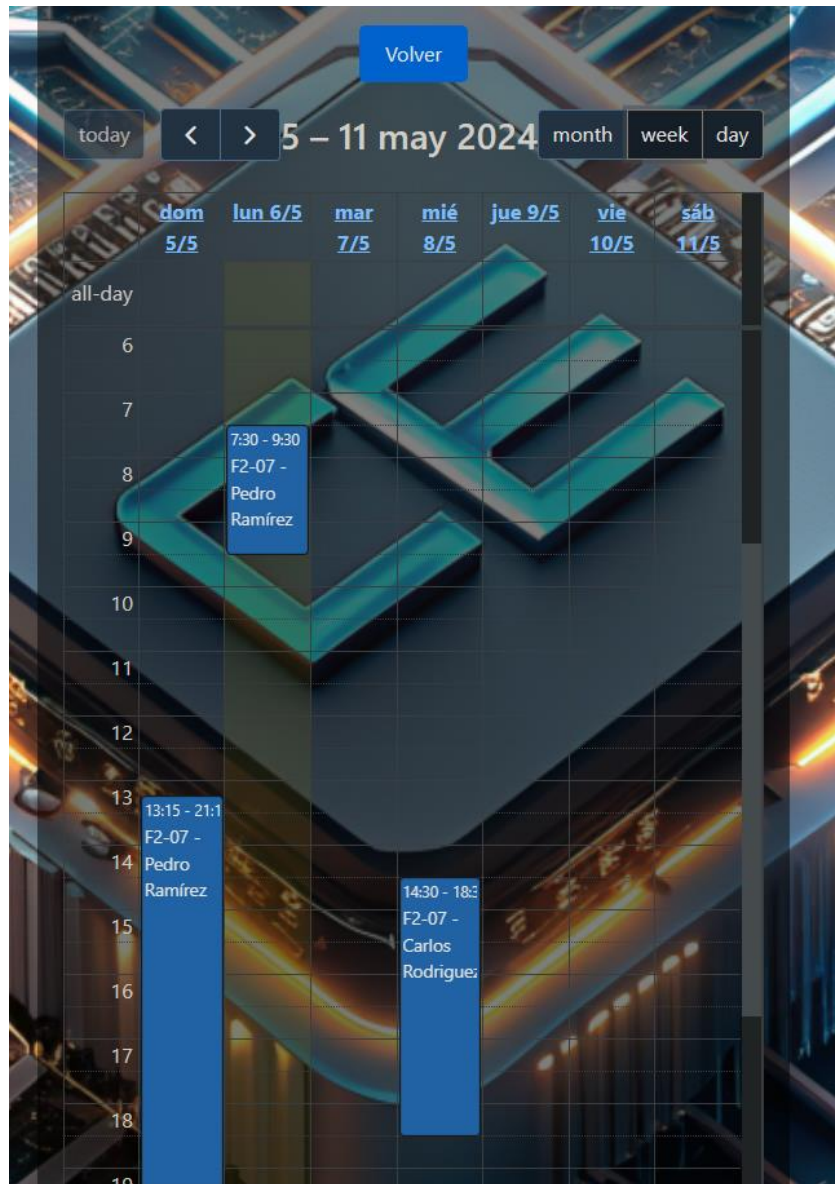 Volver
today
5 – 11 may 2024
month week day
dom 5/5
lun 6/5
mar 7/5
mié 8/5
jue 9/5
vie 10/5
sáb 11/5
all-day
6
7
7:30 - 9:30
F2-07 -
Pedro
Ramírez
8
9
10
11
12
13
13:15 - 21:1
F2-07 -
Pedro
Ramírez
14
14:30 - 18:3
F2-07 -
Carlos
Rodriguez
15
16
17
18
19
CE